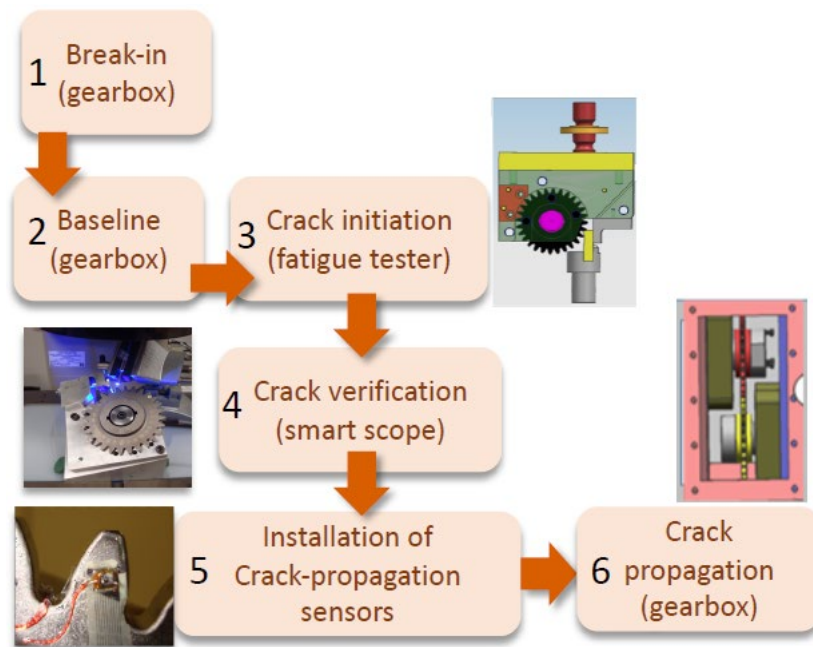 1
Break-in
(gearbox)
2
Baseline
(gearbox)
3
Crack initiation
(fatigue tester)
4
Crack verification
(smart scope)
5
Installation of
Crack-propagation
sensors
6
Crack
propagation
(gearbox)